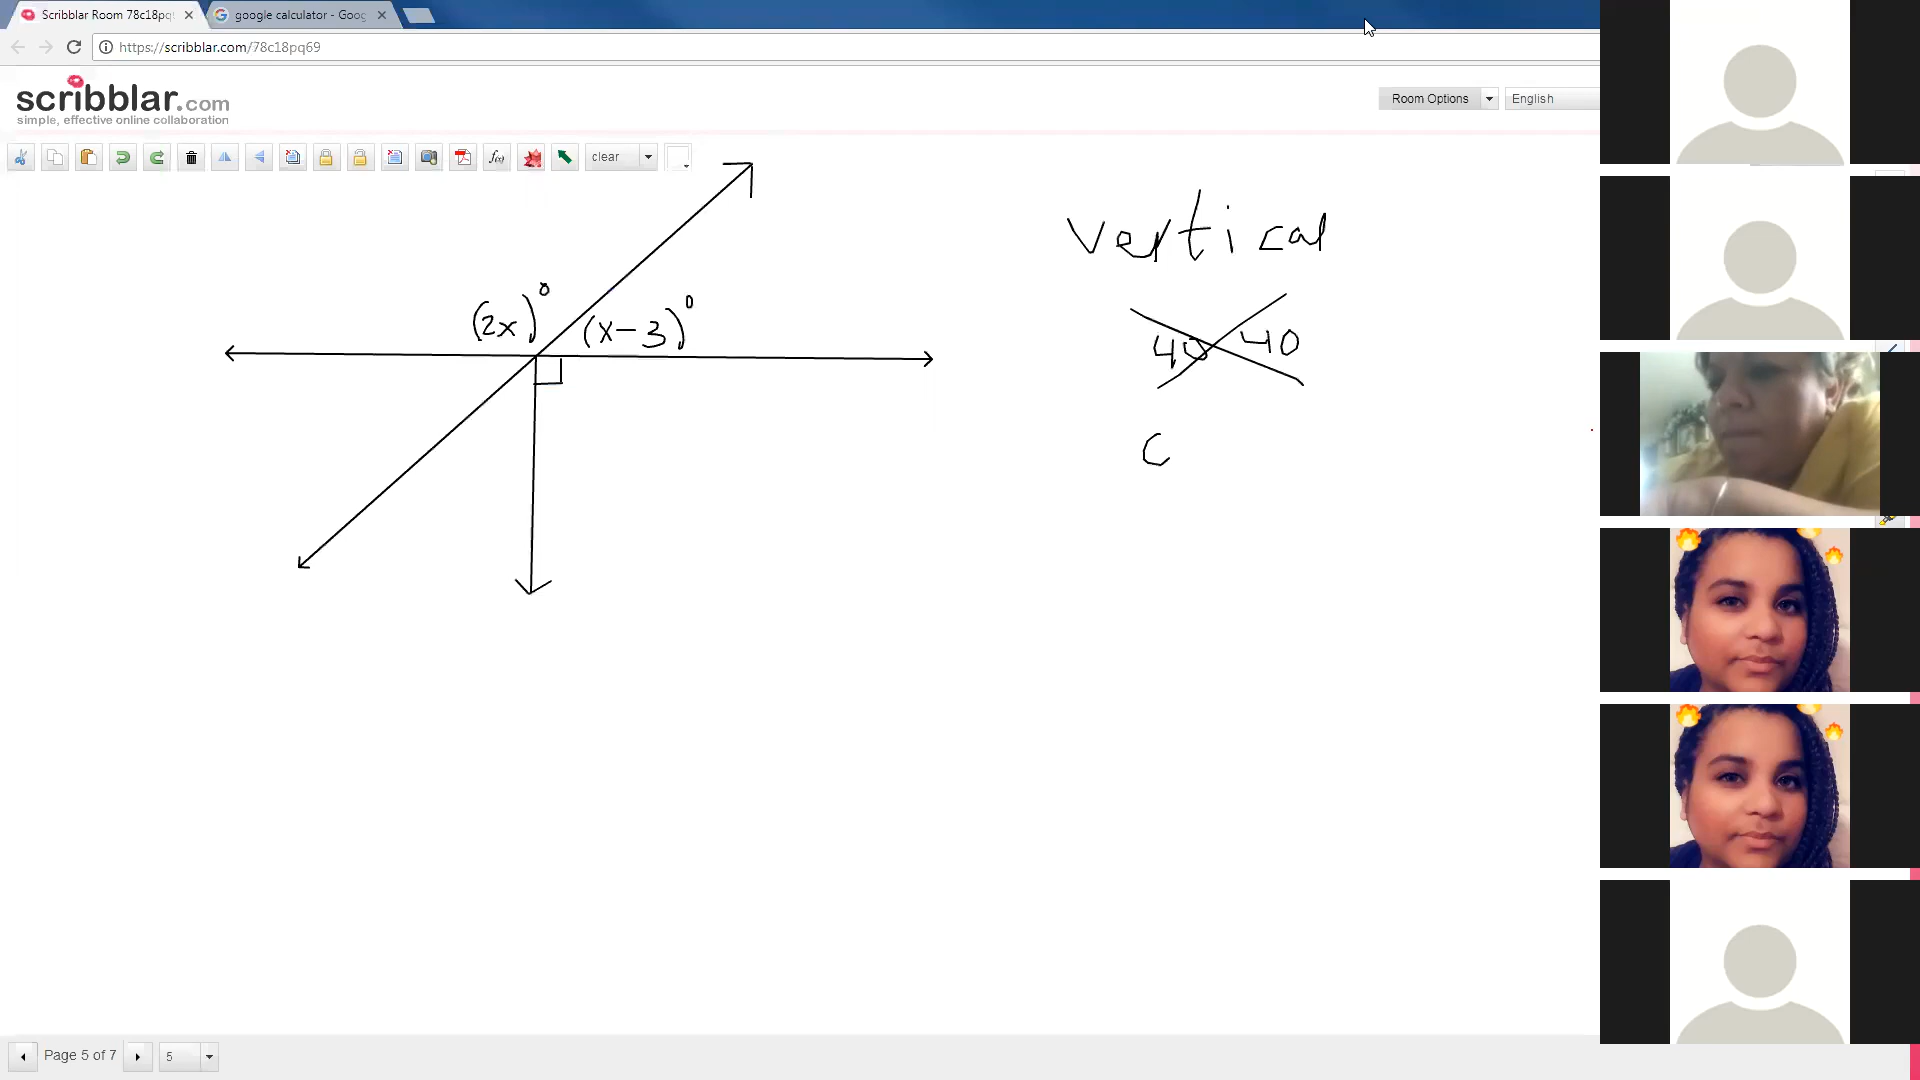 Scribblar Room 78c18pq
google calculator - Goog
https://scribblar.com/78c18pq69
scribblar.com
simple, effective online collaboration
Room Options
English
f(x)
clear
vertical
(2x)°
(x-3)°
40 40
C
Page 5 of 7
5